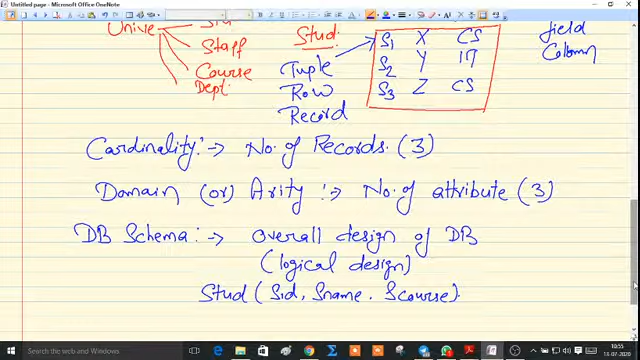 Untitled page - Microsoft Office OneNote
Unive Staff
Course
Dept.
Stud.
Tuple
Row
Record
S1 X CS
S2 Y IT
S3 Z CS
field
Column
Cardinality :→ No. of Records. (3)
Domain (or) Arity :→ No. of attribute (3)
DB Schema :→ Overall design of DB
(logical design)
Stud (Sid, Sname, Scourse).
Search the web and Windows
10:55